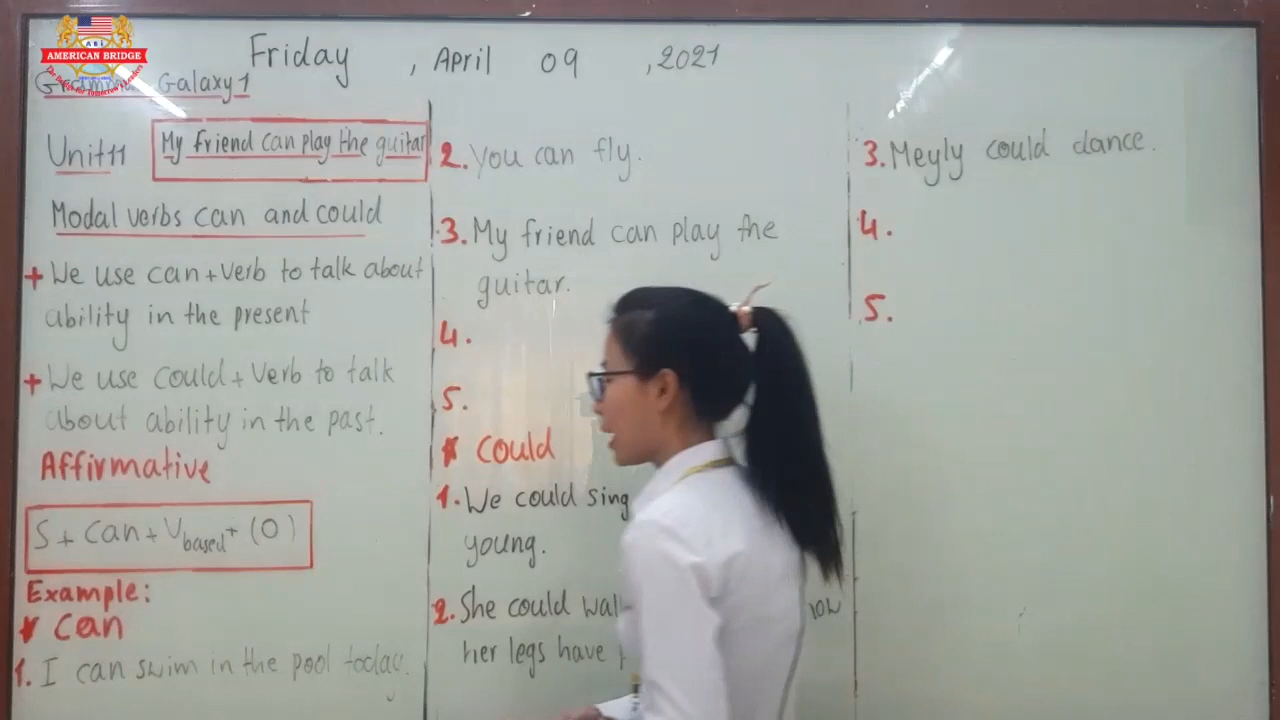 ABI
AMERICAN BRIDGE
Friday , April 09 , 2021
Grammar Galaxy 1
Unit 11 My friend can play the guitar
Modal verbs can and could
+ We use can + verb to talk about
ability in the present
+ We use could + verb to talk
about ability in the past.
Affirmative
S + can + V based + (O)
Example:
* can
1. I can swim in the pool today.
2. You can fly.
3. My friend can play the
guitar.
4.
5.
* could
1. We could sing
young.
2. She could
her legs have
3. Meyly could dance.
4.
5.